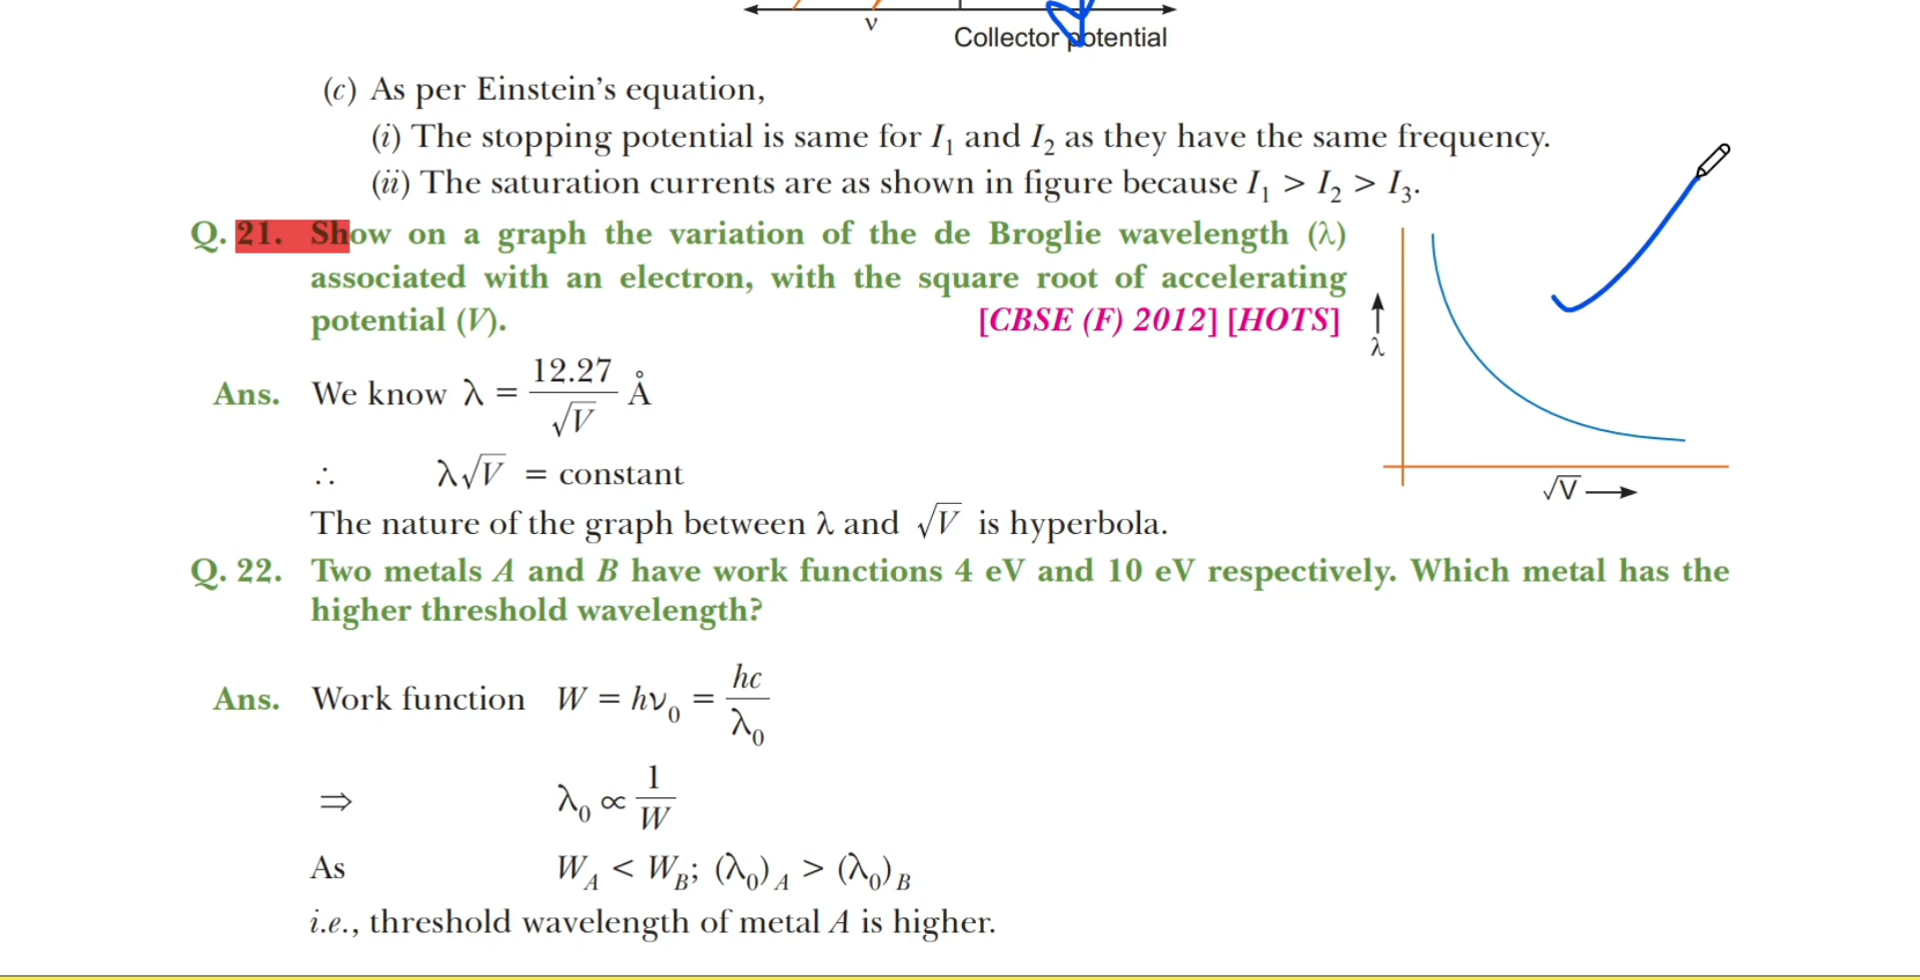 ν
Collector potential
(c) As per Einstein’s equation,
(i) The stopping potential is same for I₁ and I₂ as they have the same frequency.
(ii) The saturation currents are as shown in figure because I₁ > I₂ > I₃.
Q. 21. Show on a graph the variation of the de Broglie wavelength (λ)
associated with an electron, with the square root of accelerating
potential (V). [CBSE (F) 2012] [HOTS]
λ
√V
Ans. We know λ = 12.27/√V Å
∴ λ√V = constant
The nature of the graph between λ and √V is hyperbola.
Q. 22. Two metals A and B have work functions 4 eV and 10 eV respectively. Which metal has the
higher threshold wavelength?
Ans. Work function W = hν₀ = hc/λ₀
⇒ λ₀ ∝ 1/W
As W_A < W_B; (λ₀)_A > (λ₀)_B
i.e., threshold wavelength of metal A is higher.